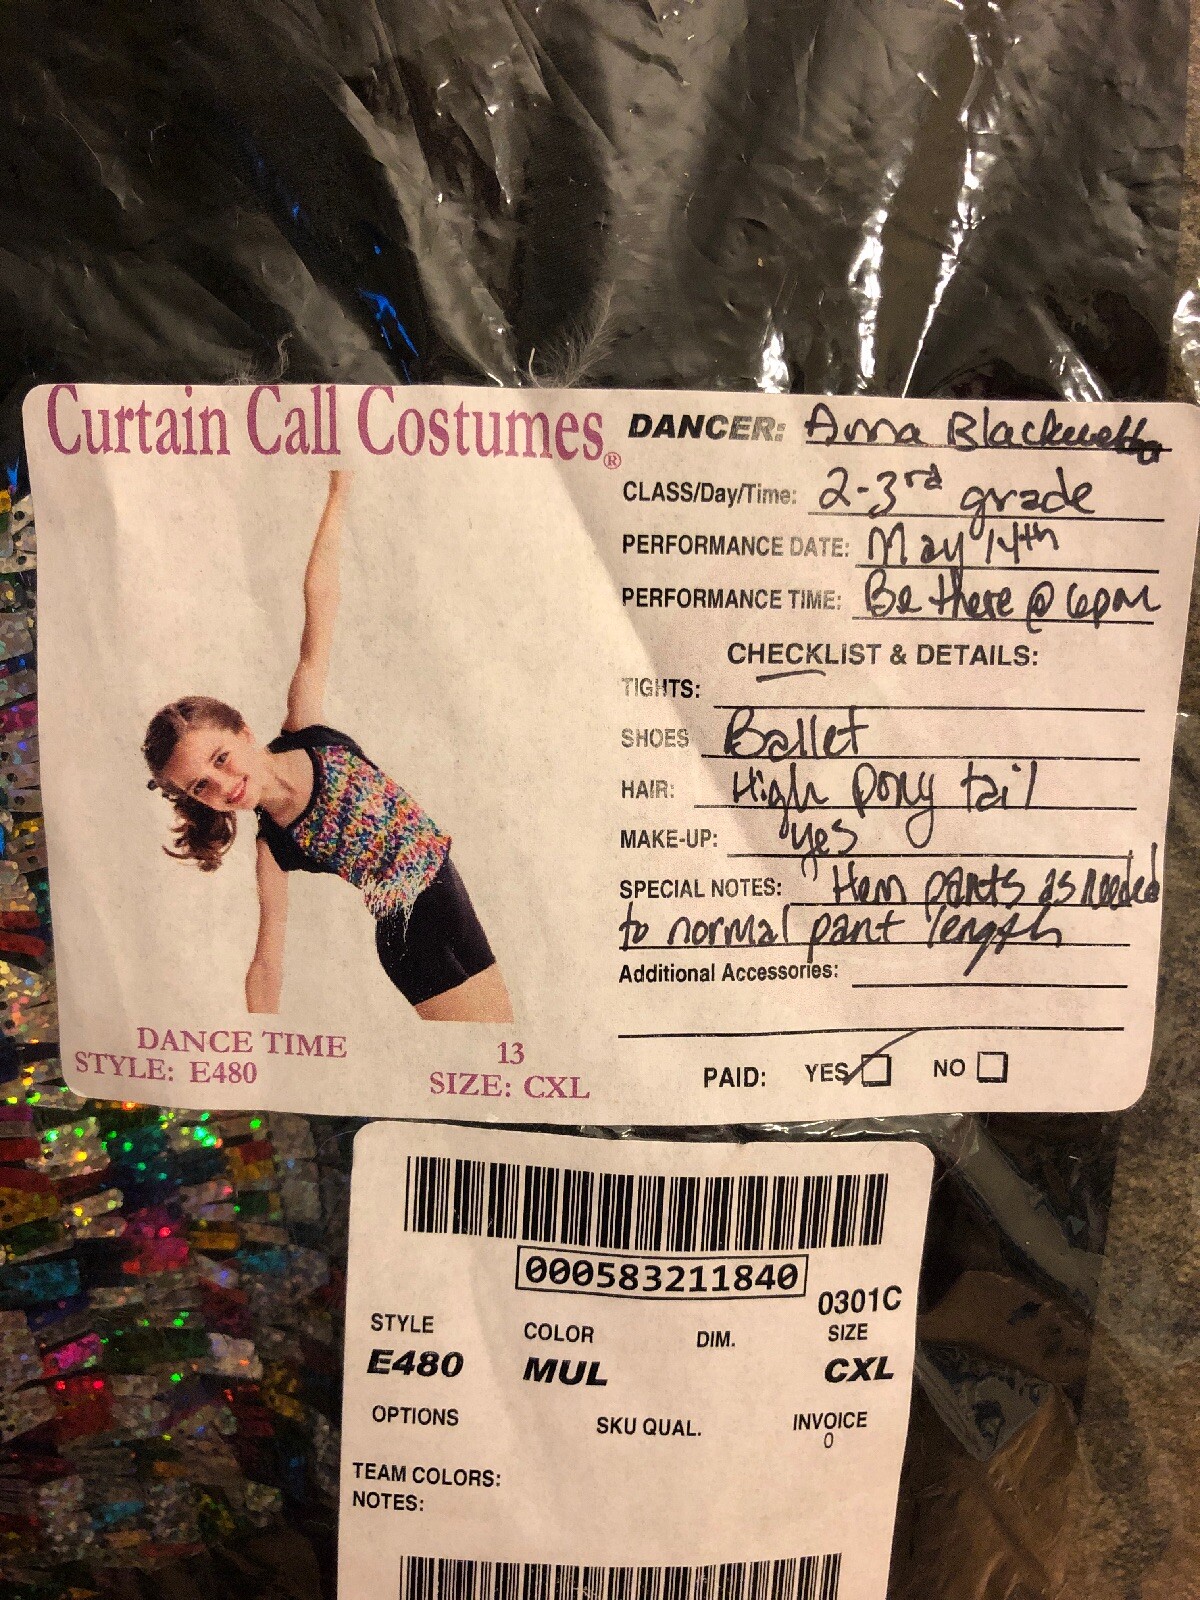 Curtain Call Costumes®
DANCER: Anna
CLASS/Day/Time: 2-3rd grade
PERFORMANCE DATE: May 14th
PERFORMANCE TIME: Be there @ 6pm
CHECKLIST & DETAILS:
TIGHTS:
SHOES Ballet
HAIR: High pony tail
MAKE-UP: yes
SPECIAL NOTES: Hem pants as needed
to normal pant length
Additional Accessories:
PAID: YES NO
DANCE TIME 13
STYLE: E480 SIZE: CXL
000583211840
0301C
STYLE COLOR DIM. SIZE
E480 MUL CXL
OPTIONS SKU QUAL. INVOICE
0
TEAM COLORS:
NOTES: